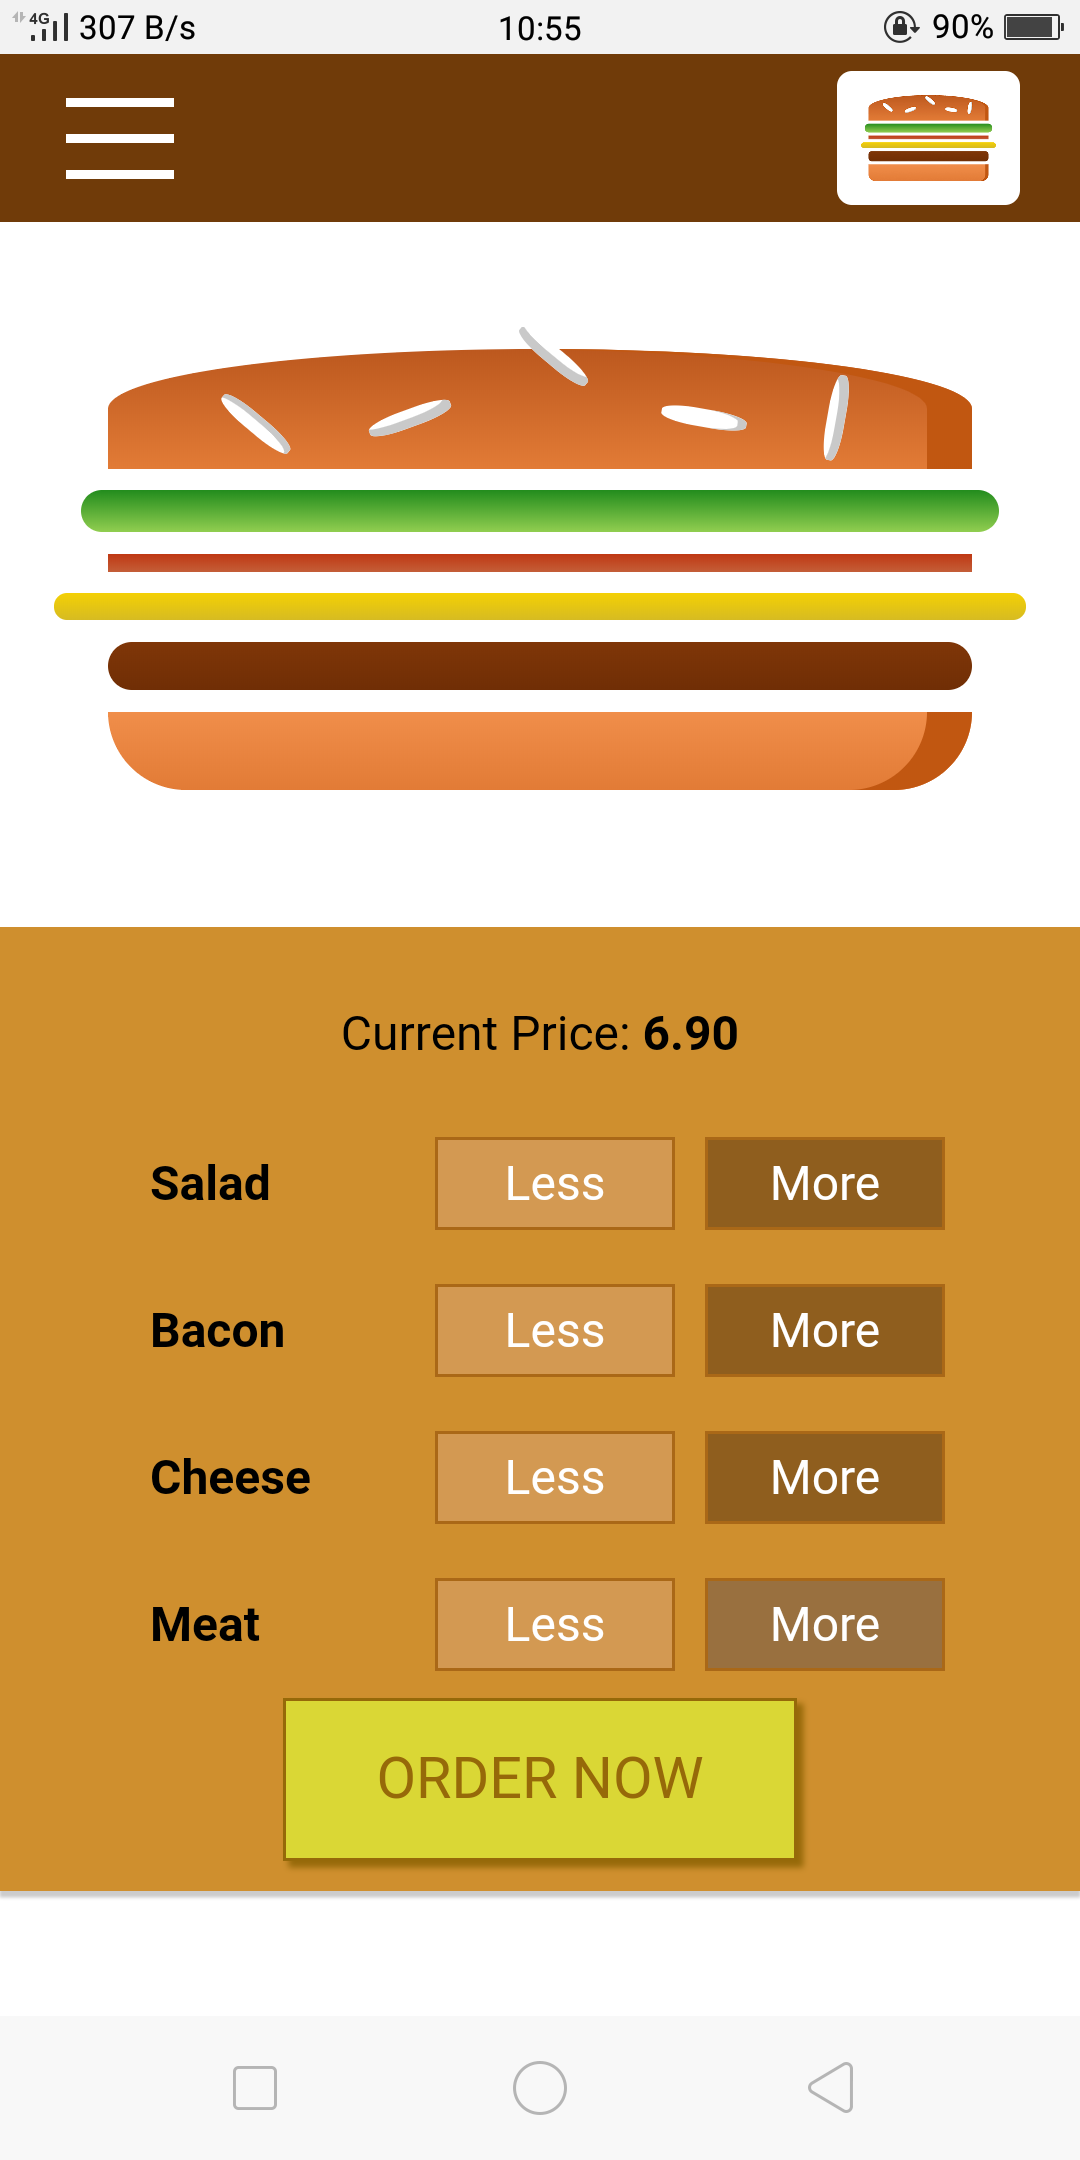 4G 307 B/s 10:55 90%
Current Price: 6.90
Salad Less More
Bacon Less More
Cheese Less More
Meat Less More
ORDER NOW